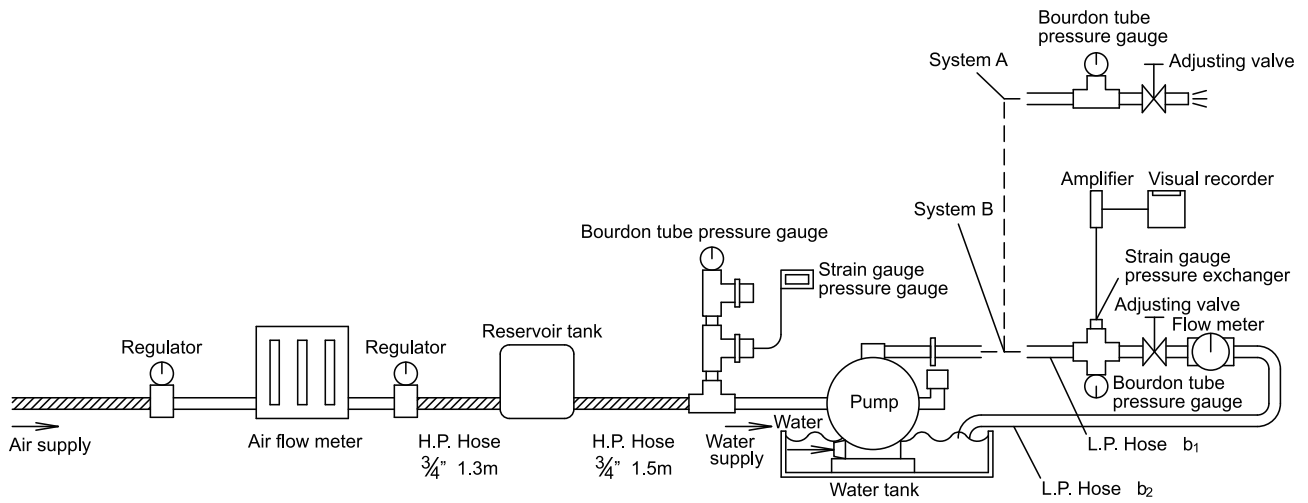 Bourdon tube
pressure gauge
System A
Adjusting valve
Amplifier
Visual recorder
System B
Bourdon tube pressure gauge
Strain gauge
pressure gauge
Strain gauge
pressure exchanger
Adjusting valve
Flow meter
Reservoir tank
Regulator
Regulator
Bourdon tube
pressure gauge
Pump
Air supply
Air flow meter
H.P. Hose
¾" 1.3m
H.P. Hose
¾" 1.5m
Water
supply
Water
Water tank
L.P. Hose b₁
L.P. Hose b₂